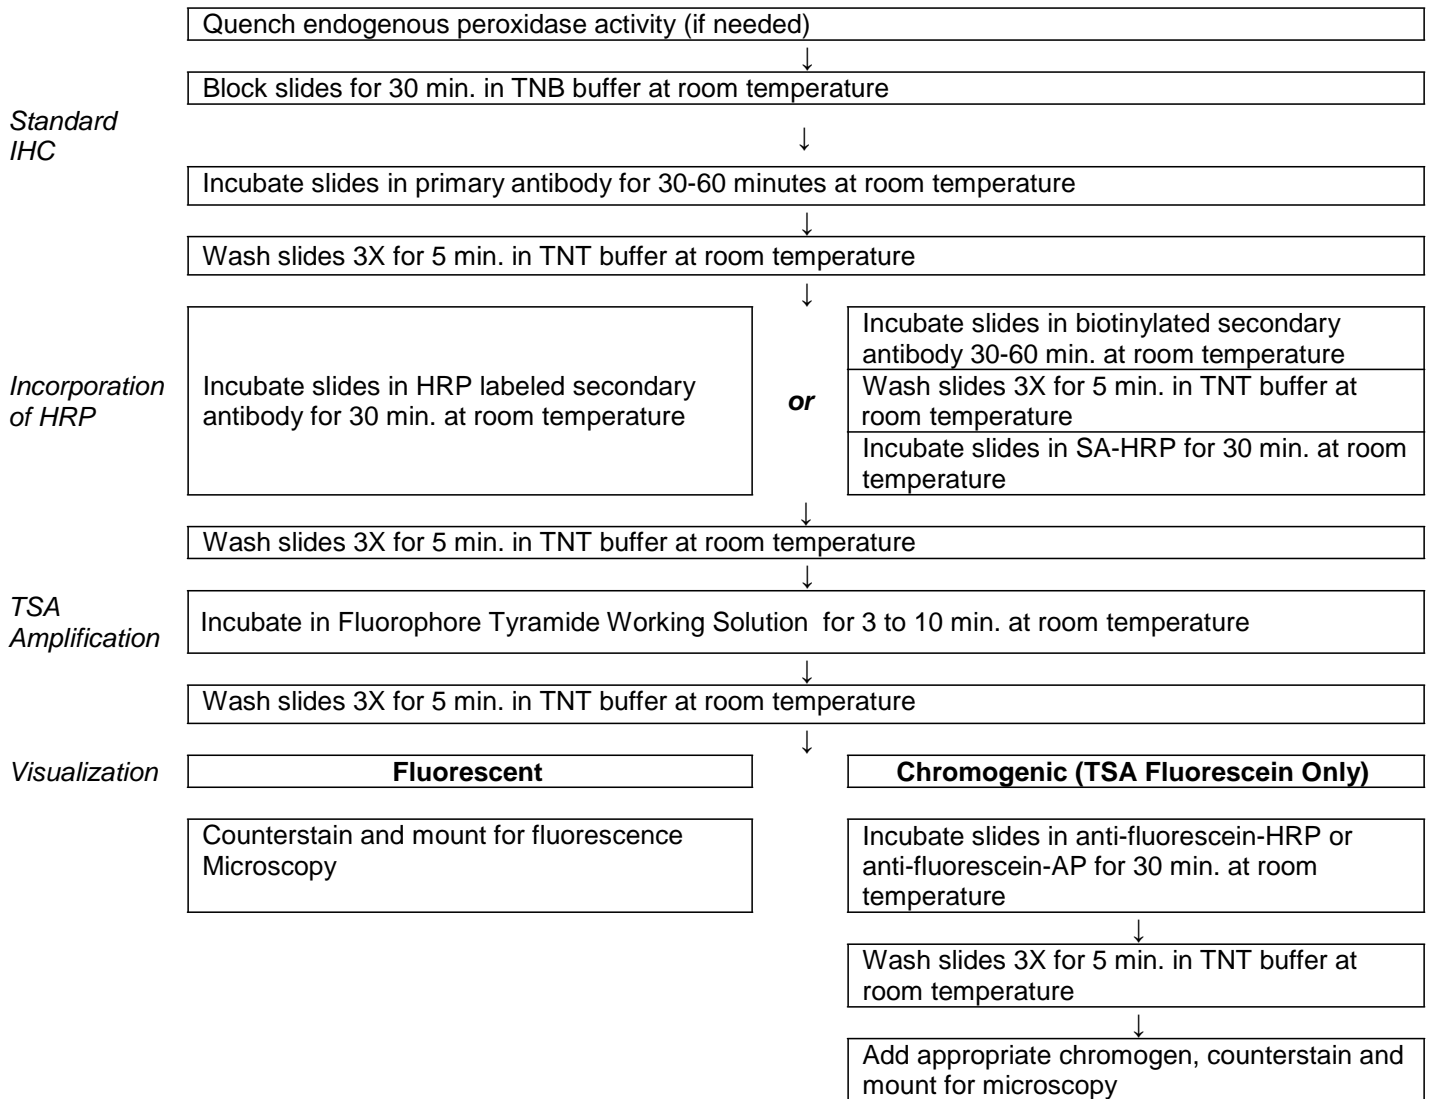 Quench endogenous peroxidase activity (if needed)
↓
Block slides for 30 min. in TNB buffer at room temperature
Standard
IHC
↓
Incubate slides in primary antibody for 30-60 minutes at room temperature
↓
Wash slides 3X for 5 min. in TNT buffer at room temperature
↓
Incorporation
of HRP
Incubate slides in HRP labeled secondary
antibody for 30 min. at room temperature
or
Incubate slides in biotinylated secondary
antibody 30-60 min. at room temperature
Wash slides 3X for 5 min. in TNT buffer at
room temperature
Incubate slides in SA-HRP for 30 min. at room
temperature
↓
Wash slides 3X for 5 min. in TNT buffer at room temperature
↓
TSA
Amplification
Incubate in Fluorophore Tyramide Working Solution  for 3 to 10 min. at room temperature
↓
Wash slides 3X for 5 min. in TNT buffer at room temperature
↓
Visualization
Fluorescent
Chromogenic (TSA Fluorescein Only)
Counterstain and mount for fluorescence
Microscopy
Incubate slides in anti-fluorescein-HRP or
anti-fluorescein-AP for 30 min. at room
temperature
↓
Wash slides 3X for 5 min. in TNT buffer at
room temperature
↓
Add appropriate chromogen, counterstain and
mount for microscopy